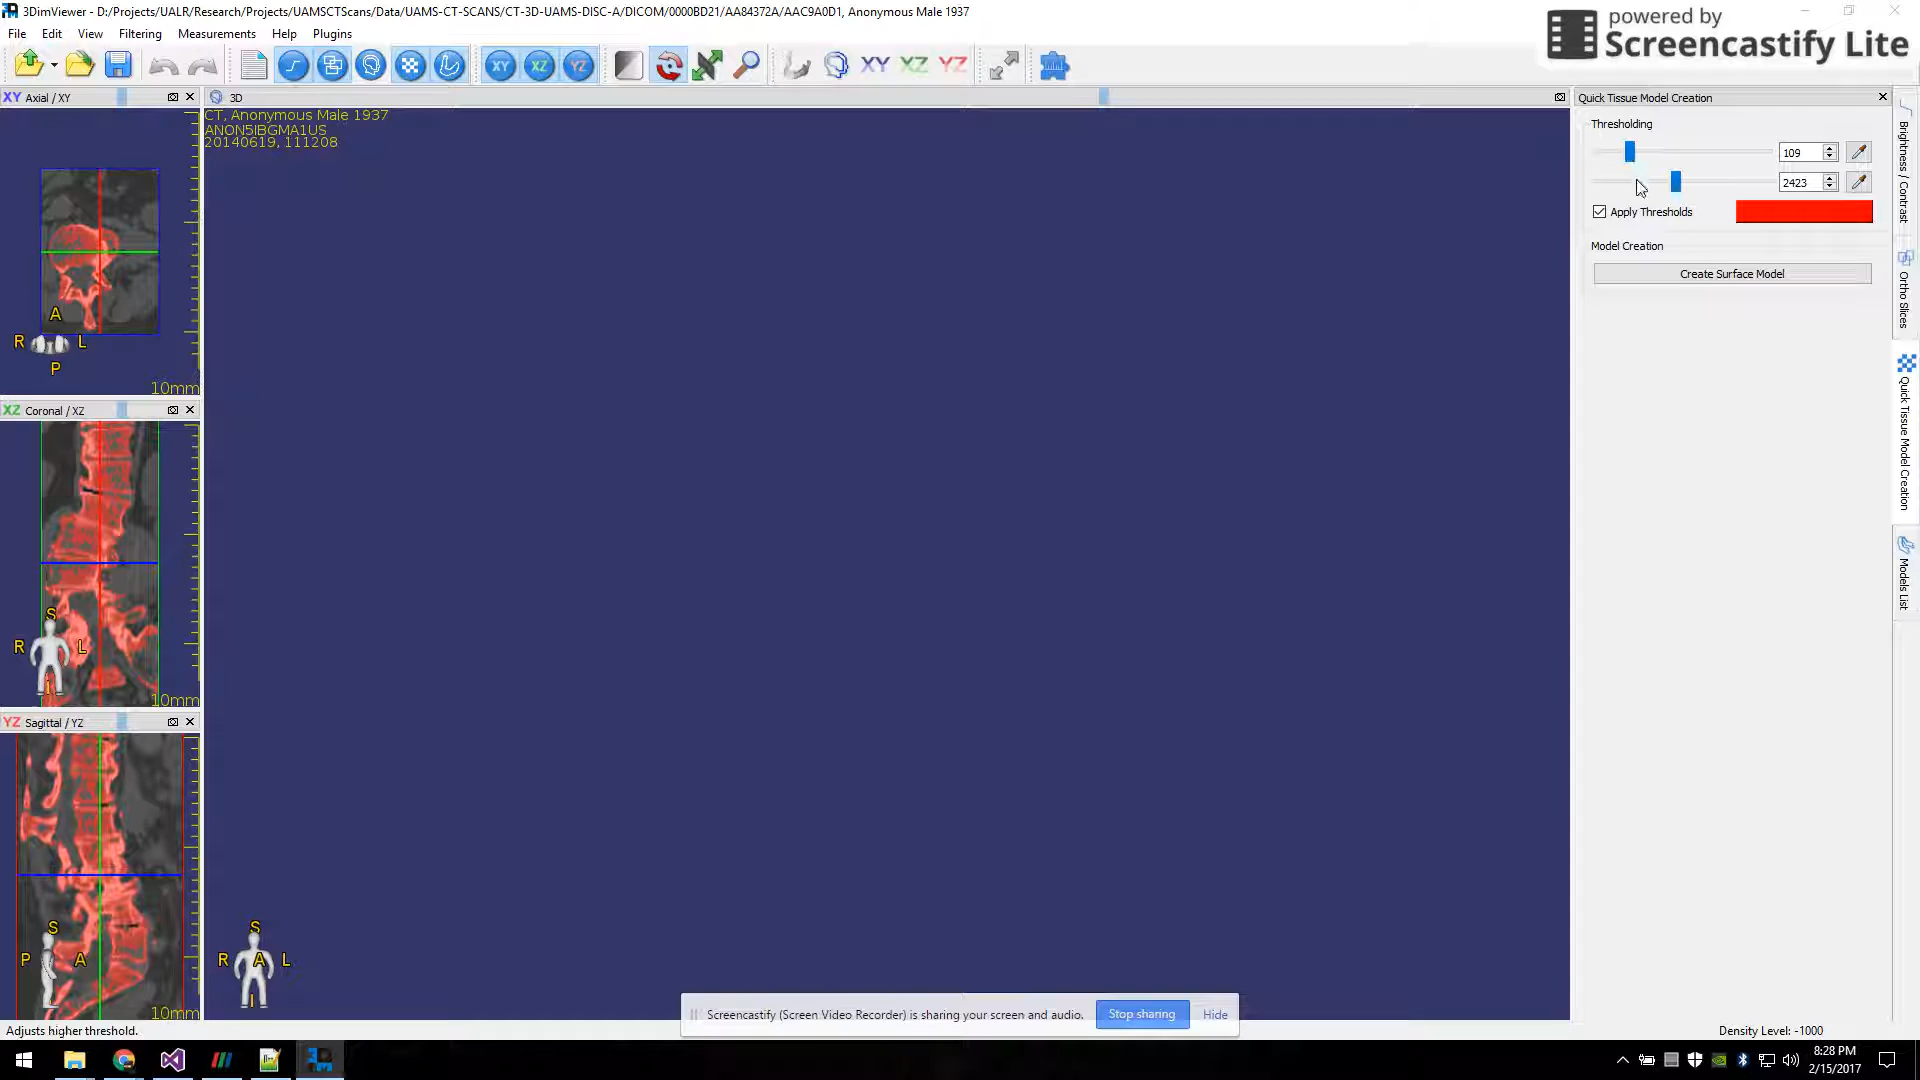 3DimViewer - D:/Projects/UALR/Research/Projects/UAMSCTScans/Data/UAMS-CT-SCANS/CT-3D-UAMS-DISC-A/DICOM/0000BD21/AA84372A/AAC9A0D1, Anonymous Male 1937
powered by
Screencastify Lite
File Edit View Filtering Measurements Help Plugins
XY XZ YZ XY XZ YZ
XY Axial / XY
3D
Quick Tissue Model Creation
CT, Anonymous Male 1937
ANON5IBGMA1US
20140619, 111208
Thresholding
109
2423
Apply Thresholds
Model Creation
Create Surface Model
Brightness / Contrast
Ortho Slices
Quick Tissue Model Creation
Models List
A
R L
P
10mm
XZ Coronal / XZ
S
R L
I
10mm
YZ Sagittal / YZ
S
P A
10mm
S
R A L
I
Screencastify (Screen Video Recorder) is sharing your screen and audio. Stop sharing Hide
Adjusts higher threshold.
Density Level: -1000
8:28 PM
2/15/2017